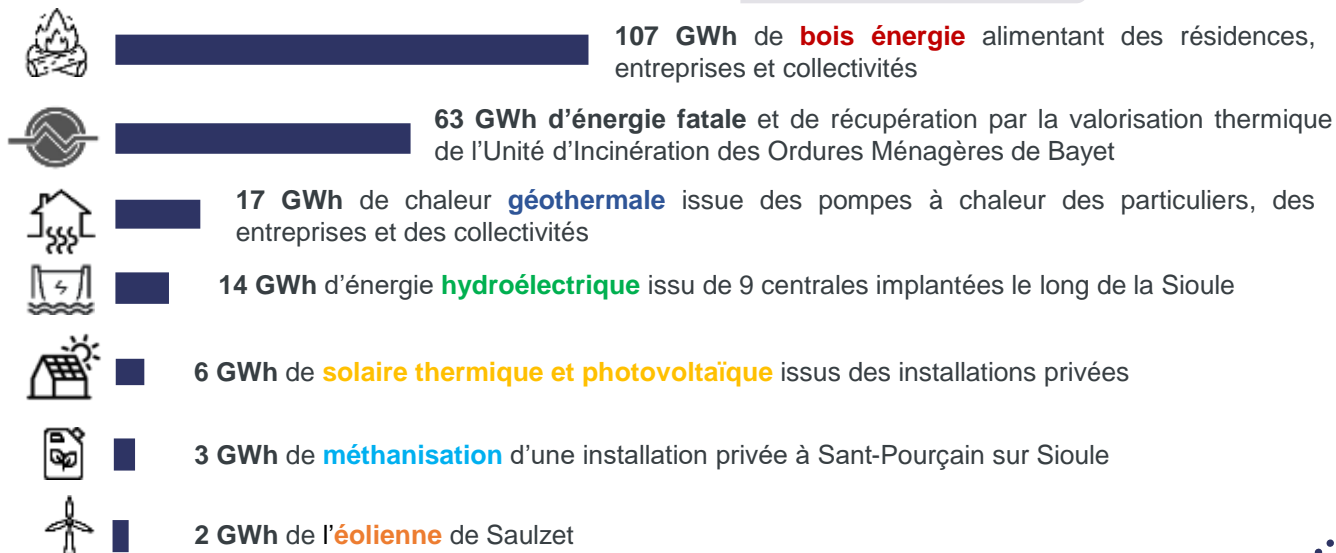 107 GWh de bois énergie alimentant des résidences,
entreprises et collectivités
63 GWh d’énergie fatale et de récupération par la valorisation thermique
de l’Unité d’Incinération des Ordures Ménagères de Bayet
17 GWh de chaleur géothermale issue des pompes à chaleur des particuliers, des
entreprises et des collectivités
14 GWh d’énergie hydroélectrique issu de 9 centrales implantées le long de la Sioule
6 GWh de solaire thermique et photovoltaïque issus des installations privées
3 GWh de méthanisation d’une installation privée à Sant-Pourçain sur Sioule
2 GWh de l’éolienne de Saulzet